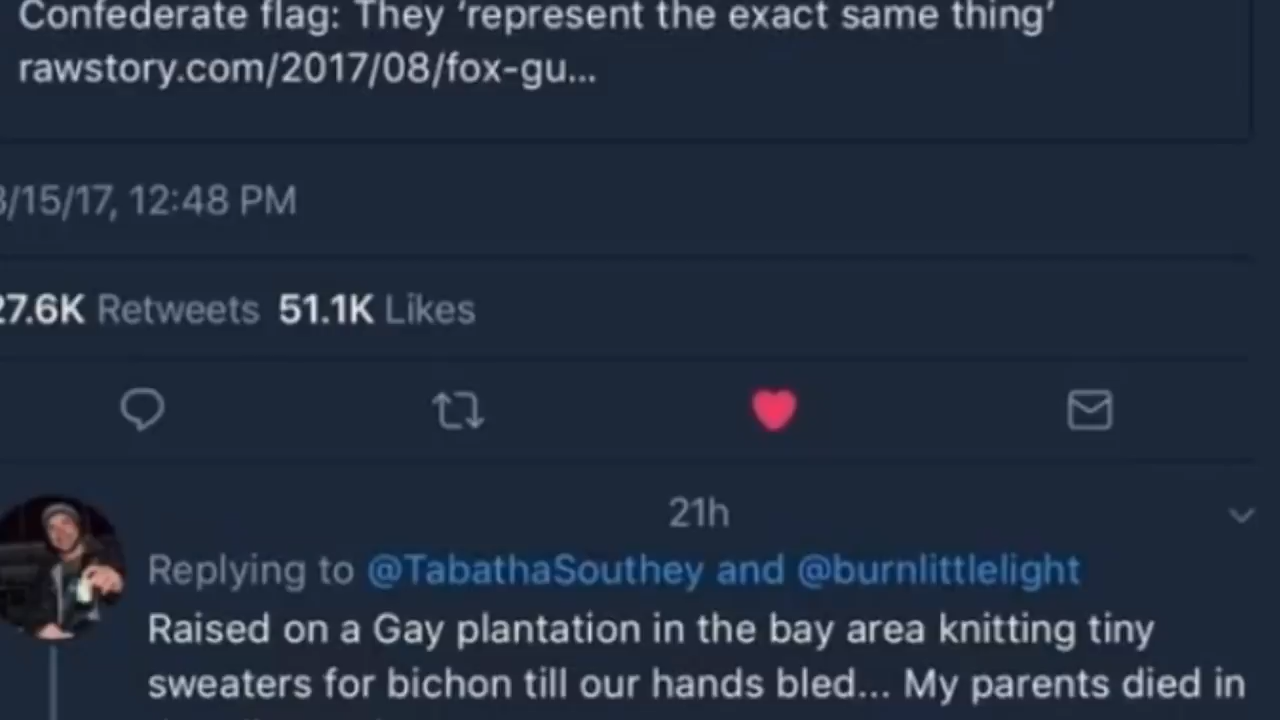 Confederate flag: They ‘represent the exact same thing’
rawstory.com/2017/08/fox-gu...
/15/17, 12:48 PM
27.6K Retweets 51.1K Likes
21h
Replying to @TabathaSouthey and @burnlittlelight
Raised on a Gay plantation in the bay area knitting tiny
sweaters for bichon till our hands bled... My parents died in